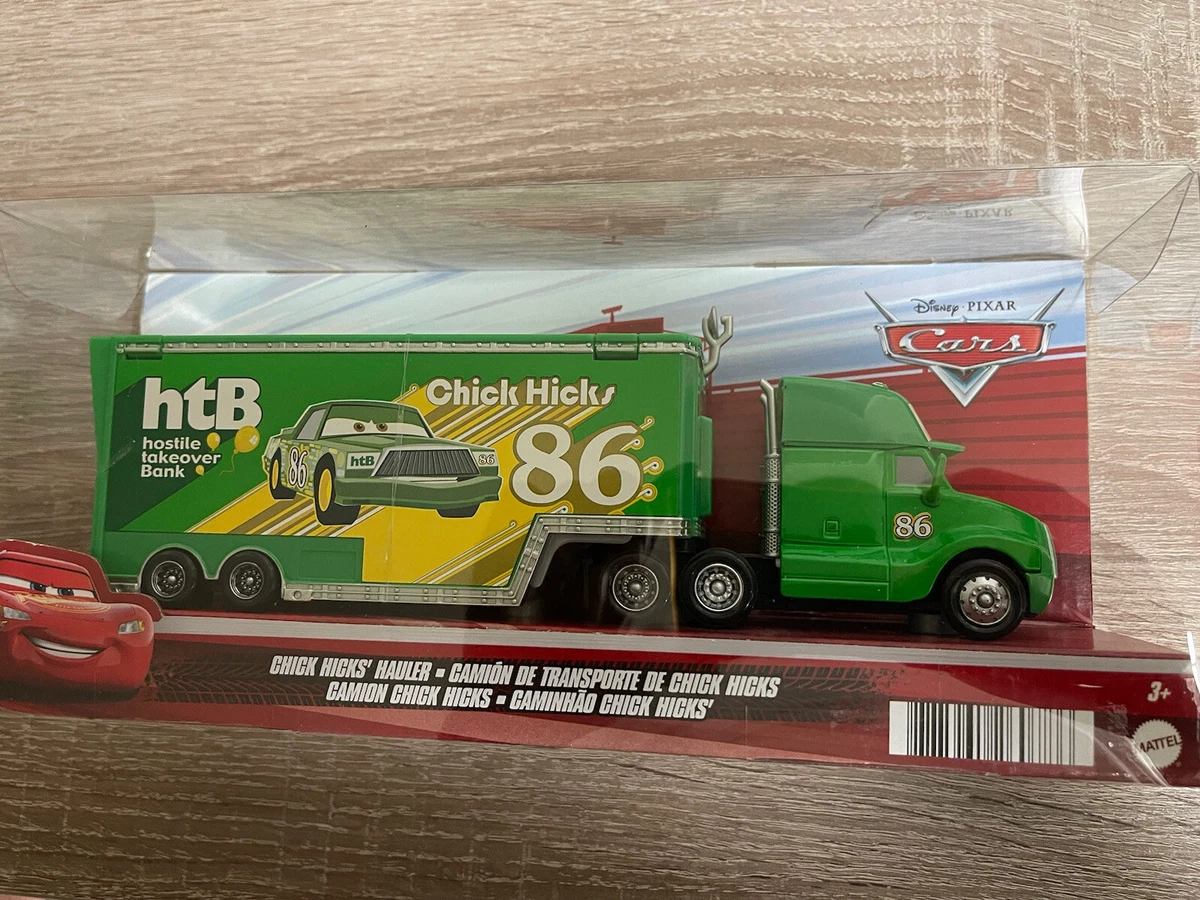 Disney · PIXAR
Cars
htB
hostile
takeover
Bank
Chick Hicks
86
86
htB
86
86
CHICK HICKS' HAULER ▪ CAMIÓN DE TRANSPORTE DE CHICK HICKS
CAMION CHICK HICKS ▪ CAMINHÃO CHICK HICKS'
3+
MATTEL